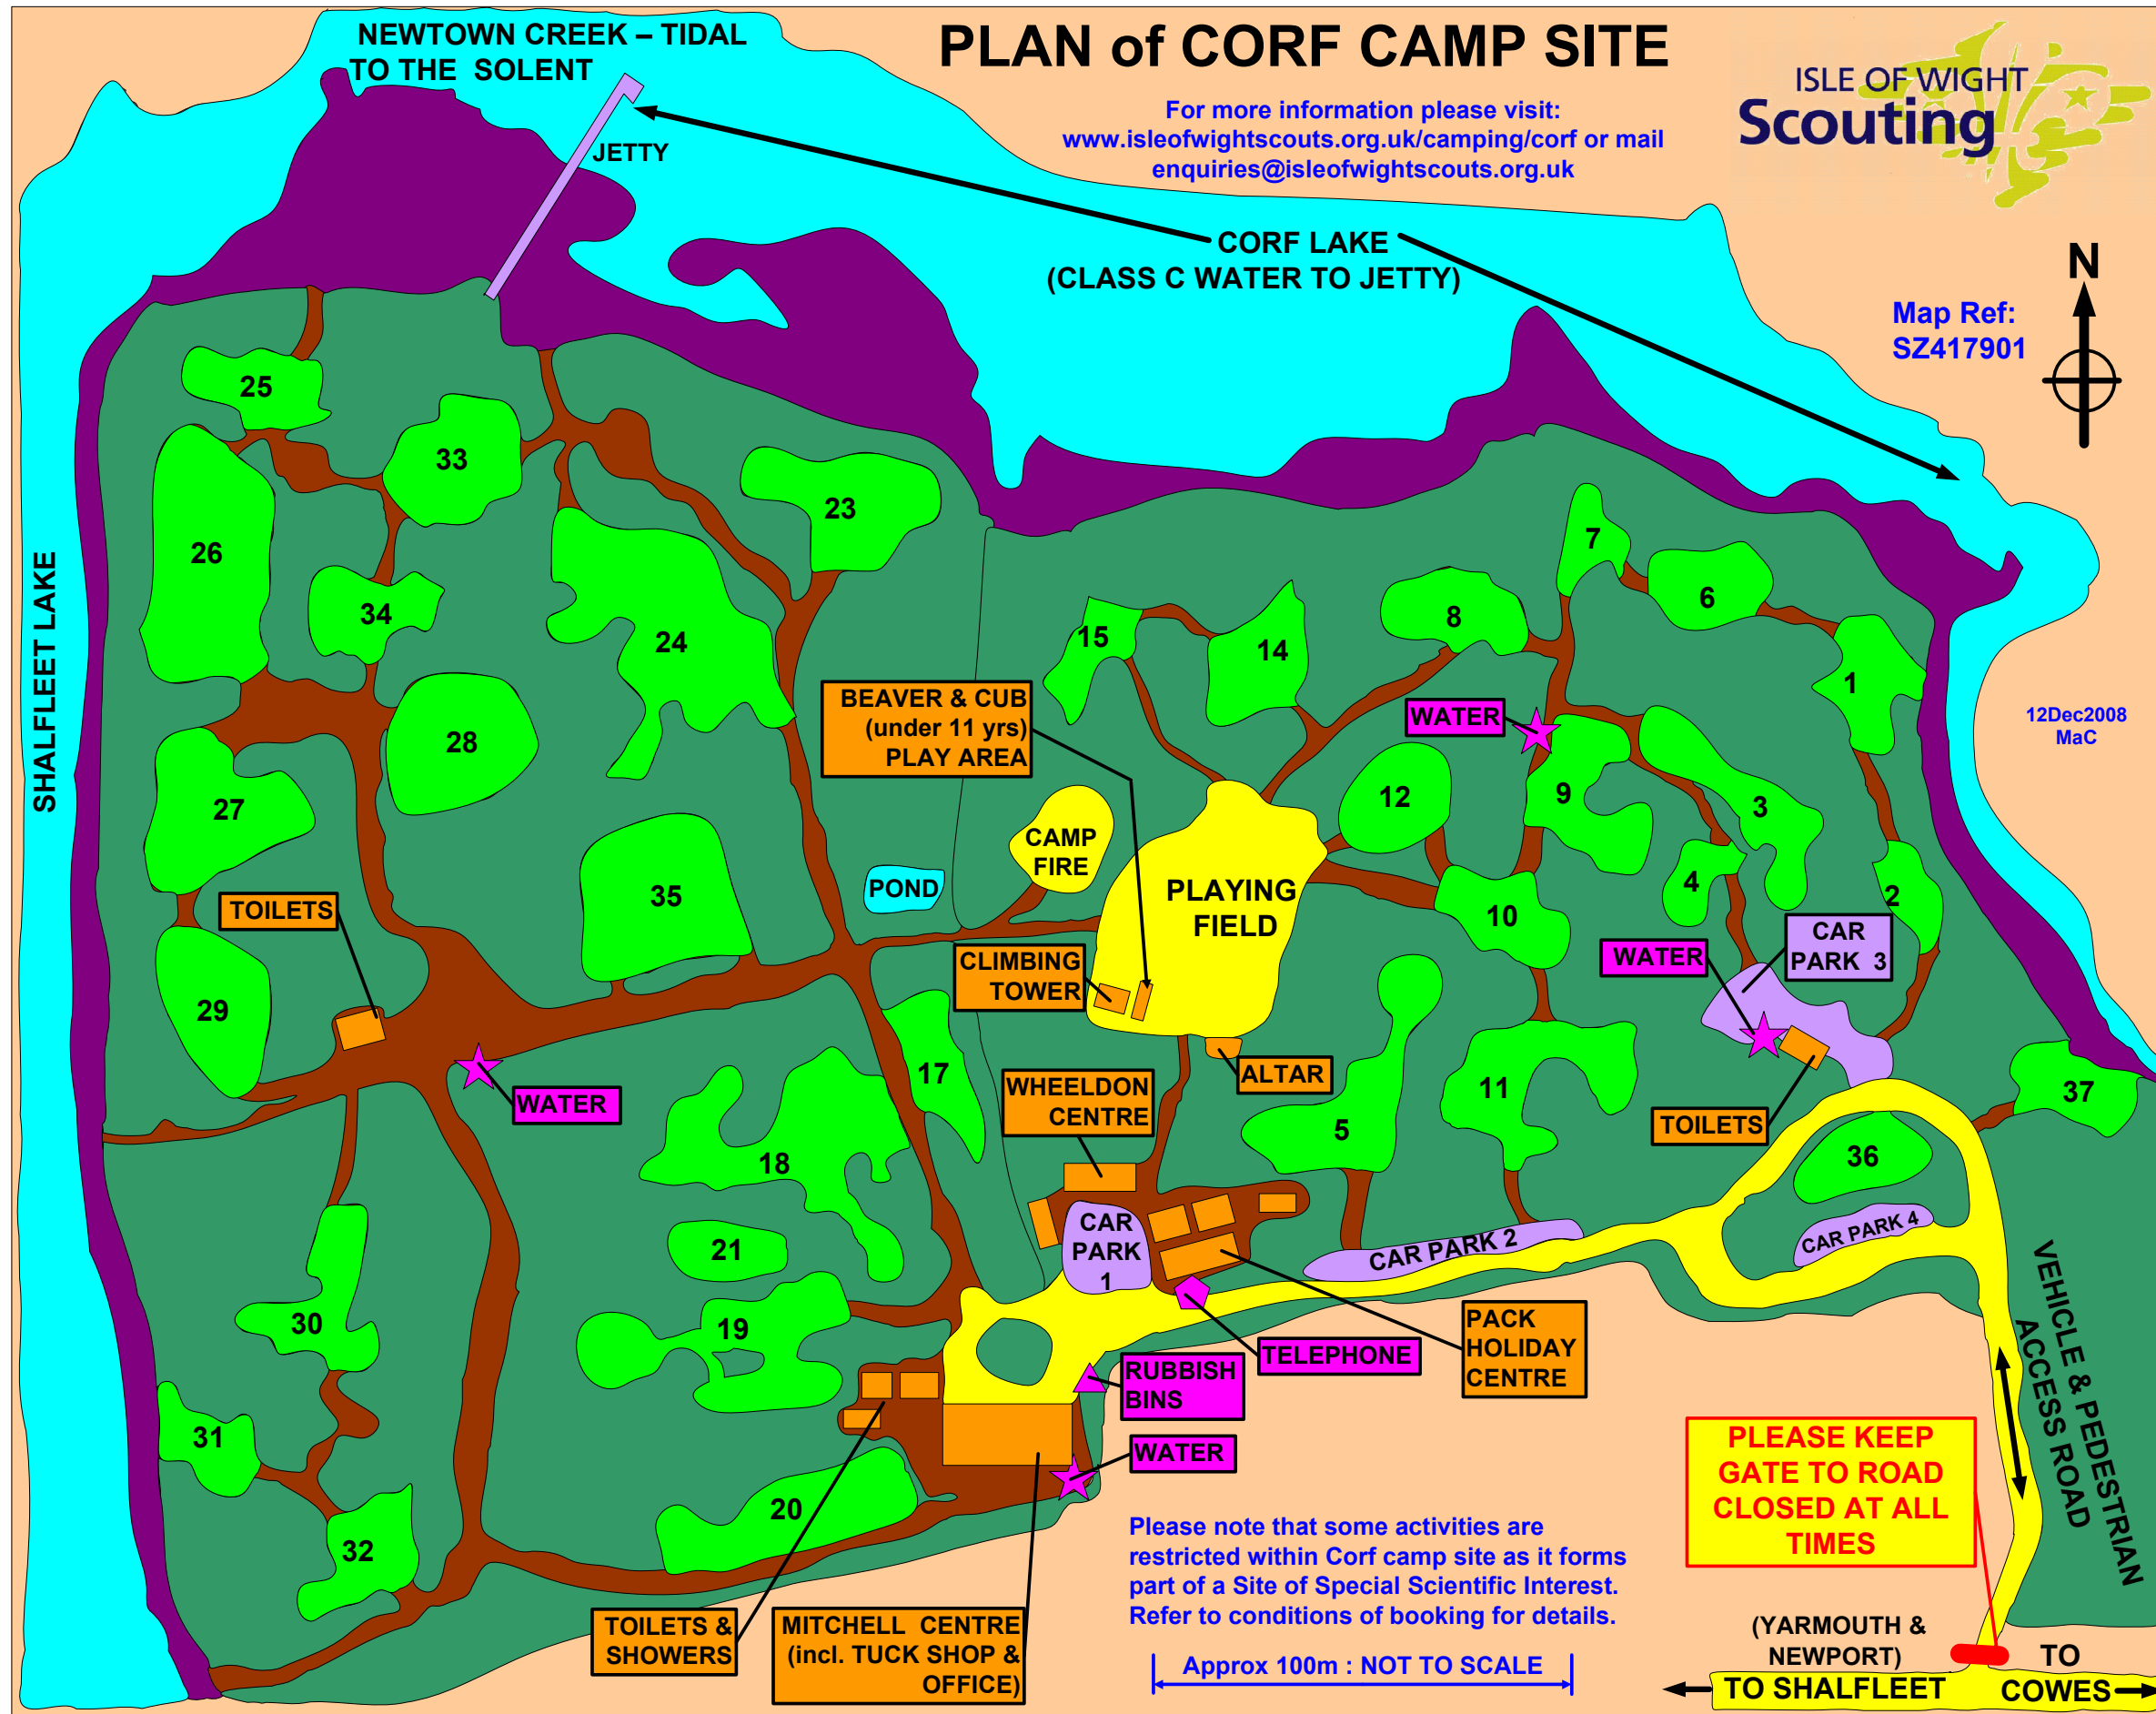 NEWTOWN CREEK – TIDAL
TO THE SOLENT
PLAN of CORF CAMP SITE
For more information please visit:
www.isleofwightscouts.org.uk/camping/corf or mail
enquiries@isleofwightscouts.org.uk
ISLE OF WIGHT
Scouting
JETTY
CORF LAKE
(CLASS C WATER TO JETTY)
N
Map Ref:
SZ417901
12Dec2008
MaC
SHALFLEET LAKE
25
33
23
26
34
24
28
27
35
29
7
6
8
15
14
1
BEAVER & CUB
(under 11 yrs)
PLAY AREA
WATER
12
9
3
4
2
10
CAMP
FIRE
POND
PLAYING
FIELD
TOILETS
CLIMBING
TOWER
WATER
CAR
PARK 3
17
WATER
WHEELDON
CENTRE
ALTAR
5
11
TOILETS
37
36
18
21
CAR
PARK
1
CAR PARK 2
CAR PARK 4
19
30
31
32
20
PACK
HOLIDAY
CENTRE
TELEPHONE
RUBBISH
BINS
WATER
VEHICLE & PEDESTRIAN
ACCESS ROAD
PLEASE KEEP
GATE TO ROAD
CLOSED AT ALL
TIMES
Please note that some activities are
restricted within Corf camp site as it forms
part of a Site of Special Scientific Interest.
Refer to conditions of booking for details.
TOILETS &
SHOWERS
MITCHELL CENTRE
(incl. TUCK SHOP &
OFFICE)
Approx 100m : NOT TO SCALE
(YARMOUTH &
NEWPORT)
TO SHALFLEET
TO
COWES